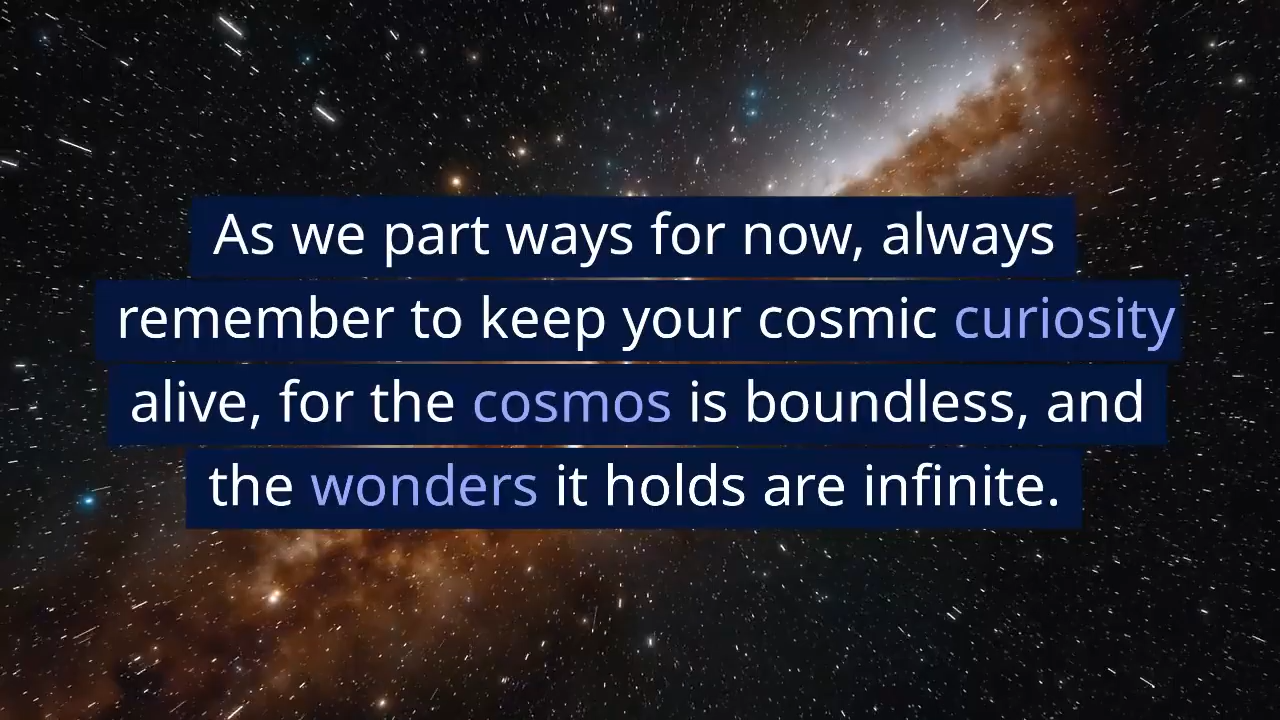 As we part ways for now, always
remember to keep your cosmic curiosity
alive, for the cosmos is boundless, and
the wonders it holds are infinite.